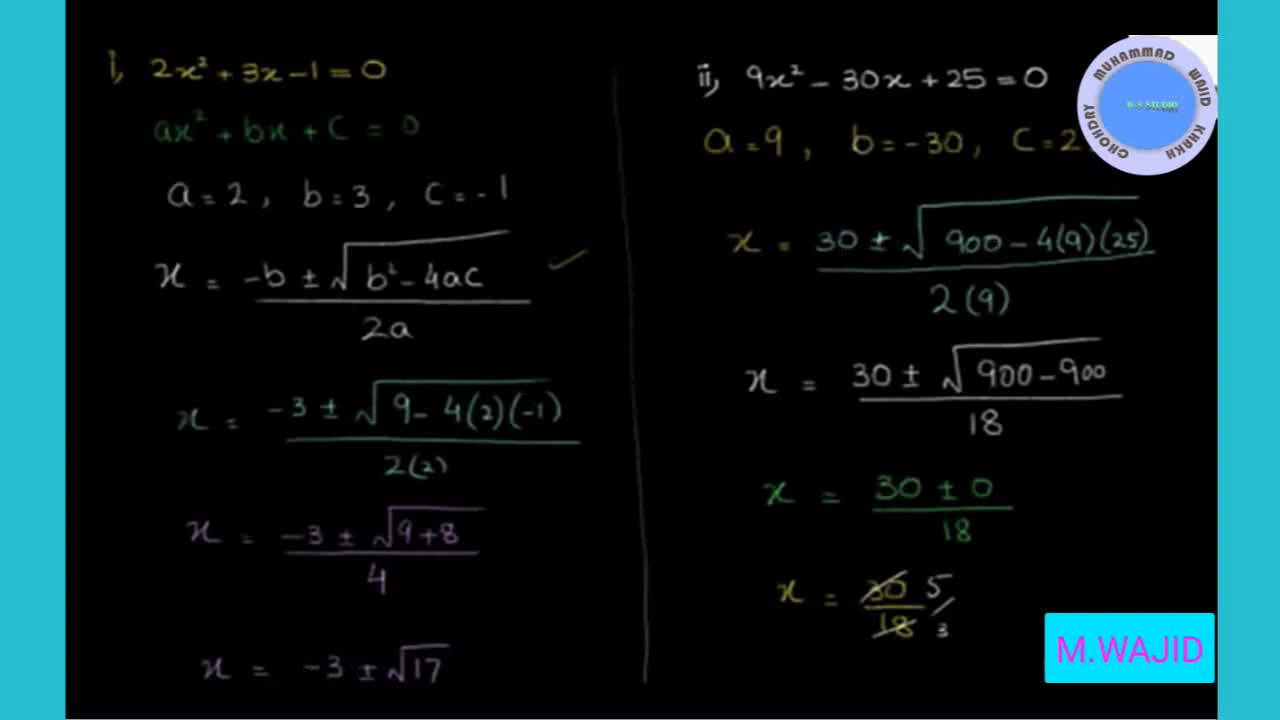 i, 2x² + 3x - 1 = 0
ax² + bx + c = 0
a = 2, b = 3, c = -1
x = -b ± √b² - 4ac
2a
x = -3 ± √9 - 4(2)(-1)
2(2)
x = -3 ± √9 + 8
4
x = -3 ± √17
ii, 9x² - 30x + 25 = 0
a = 9, b = -30, c = 2
x = 30 ± √900 - 4(9)(25)
2(9)
x = 30 ± √900 - 900
18
x = 30 ± 0
18
x = 30 5
18 3
MUHAMMAD WAJID KHAKH CHOHDRY
W-S STUDIO
M.WAJID